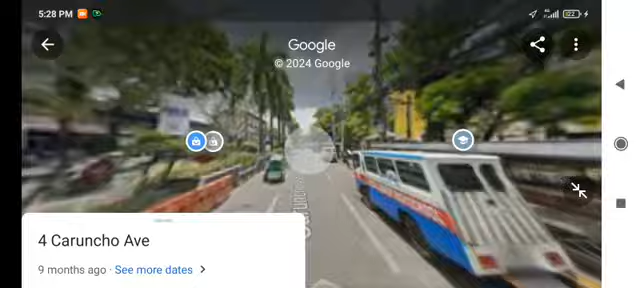 5:28 PM
Google
© 2024 Google
4 Caruncho Ave
9 months ago · See more dates